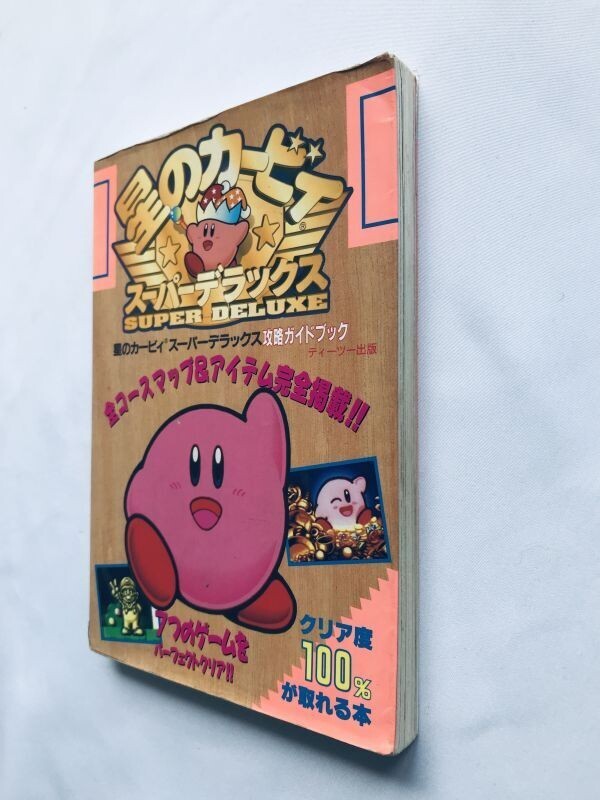 星のカービィ®
スーパーデラックス
SUPER DELUXE
星のカービィ®スーパーデラックス攻略ガイドブック
ティーツー出版
全コースマップ&アイテム完全掲載!!
7つのゲームを
パーフェクトクリア!!
クリア度
100%
が取れる本